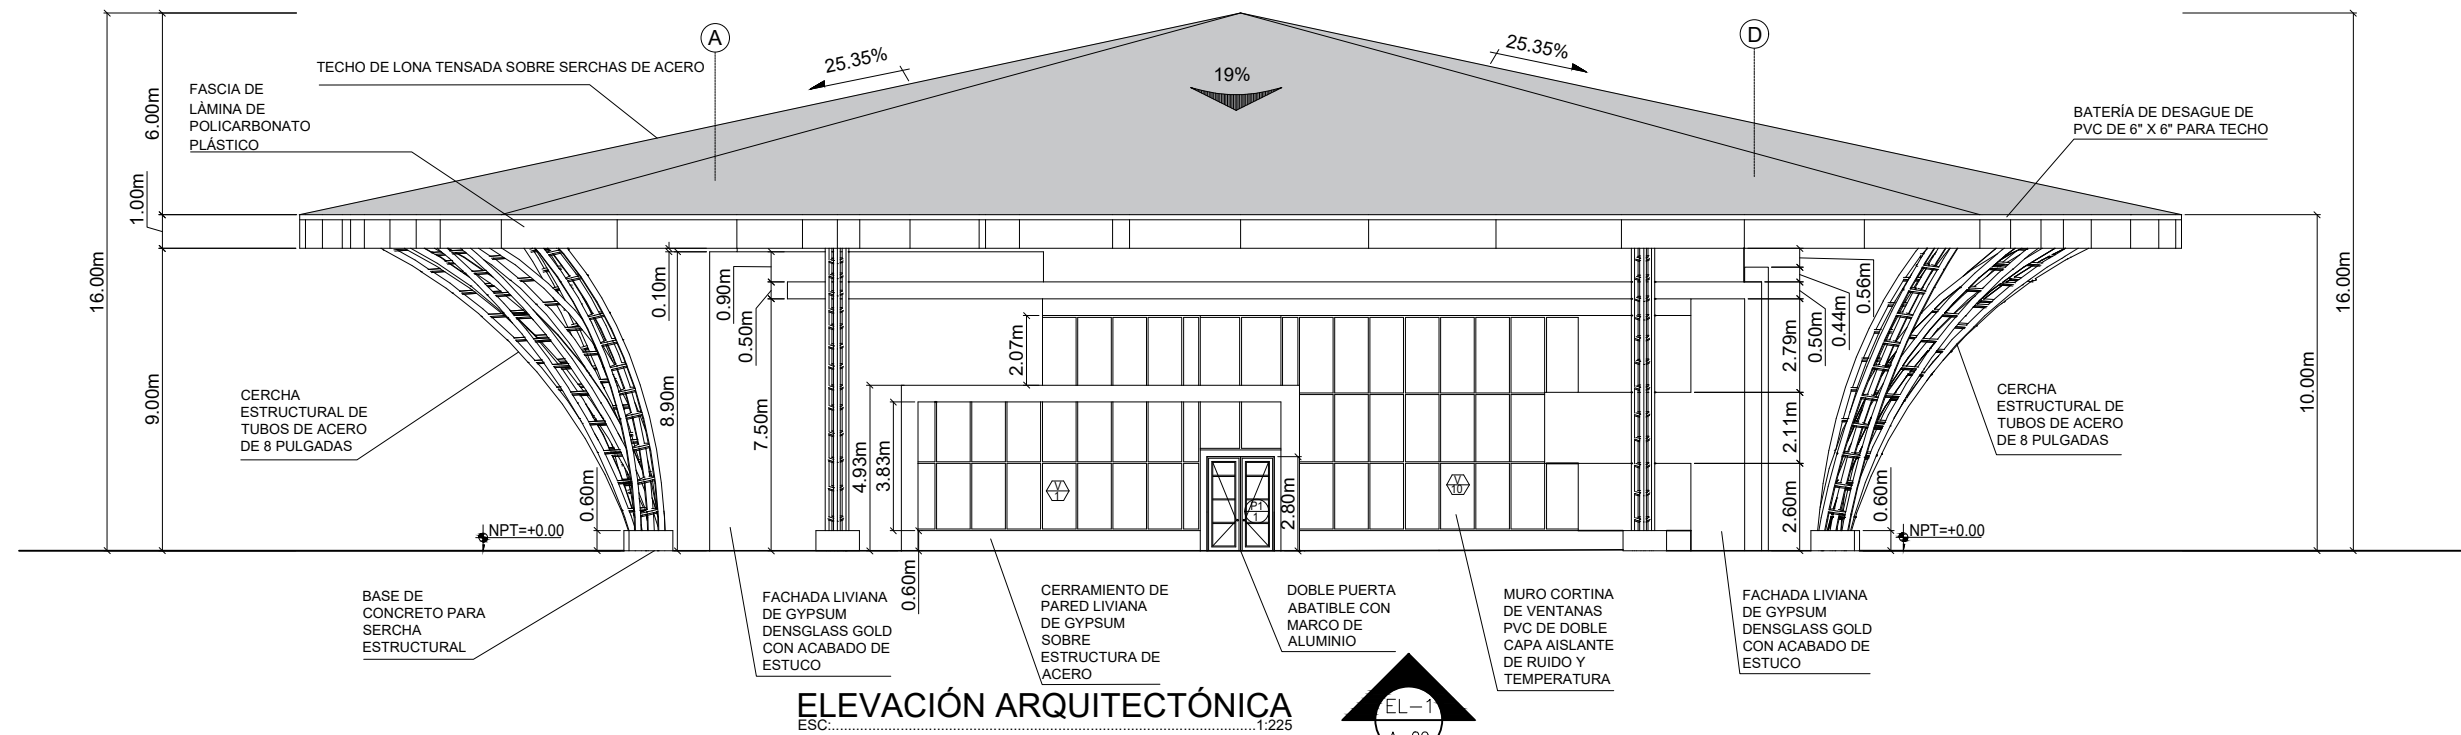 A
D
25.35%
25.35%
19%
TECHO DE LONA TENSADA SOBRE SERCHAS DE ACERO
FASCIA DE
LÀMINA DE
POLICARBONATO
PLÁSTICO
BATERÍA DE DESAGUE DE
PVC DE 6" X 6" PARA TECHO
16.00m
6.00m
1.00m
9.00m
0.10m
8.90m
0.90m
0.50m
7.50m
2.07m
4.93m
3.83m
0.60m
0.60m
2.80m
0.56m
0.44m
0.50m
2.79m
2.11m
2.60m
0.60m
10.00m
16.00m
CERCHA
ESTRUCTURAL DE
TUBOS DE ACERO
DE 8 PULGADAS
CERCHA
ESTRUCTURAL DE
TUBOS DE ACERO
DE 8 PULGADAS
V
1
V
10
P1
1
NPT=+0.00
NPT=+0.00
BASE DE
CONCRETO PARA
SERCHA
ESTRUCTURAL
FACHADA LIVIANA
DE GYPSUM
DENSGLASS GOLD
CON ACABADO DE
ESTUCO
CERRAMIENTO DE
PARED LIVIANA
DE GYPSUM
SOBRE
ESTRUCTURA DE
ACERO
DOBLE PUERTA
ABATIBLE CON
MARCO DE
ALUMINIO
MURO CORTINA
DE VENTANAS
PVC DE DOBLE
CAPA AISLANTE
DE RUIDO Y
TEMPERATURA
FACHADA LIVIANA
DE GYPSUM
DENSGLASS GOLD
CON ACABADO DE
ESTUCO
ELEVACIÓN ARQUITECTÓNICA
ESC:..........1:225
EL-1